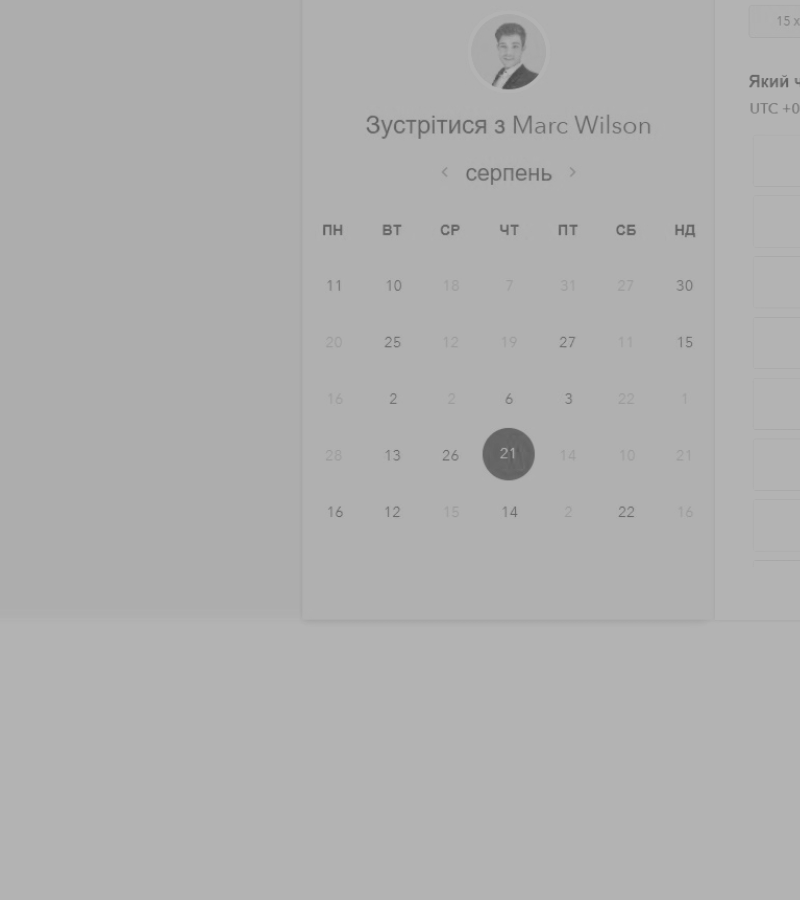 15 х
Який ч
UTC +0
Зустрітися з Marc Wilson
серпень
ПН ВТ СР ЧТ ПТ СБ НД
11 10 18 7 31 27 30
20 25 12 19 27 11 15
16 2 2 6 3 22 1
28 13 26 21 14 10 21
16 12 15 14 2 22 16